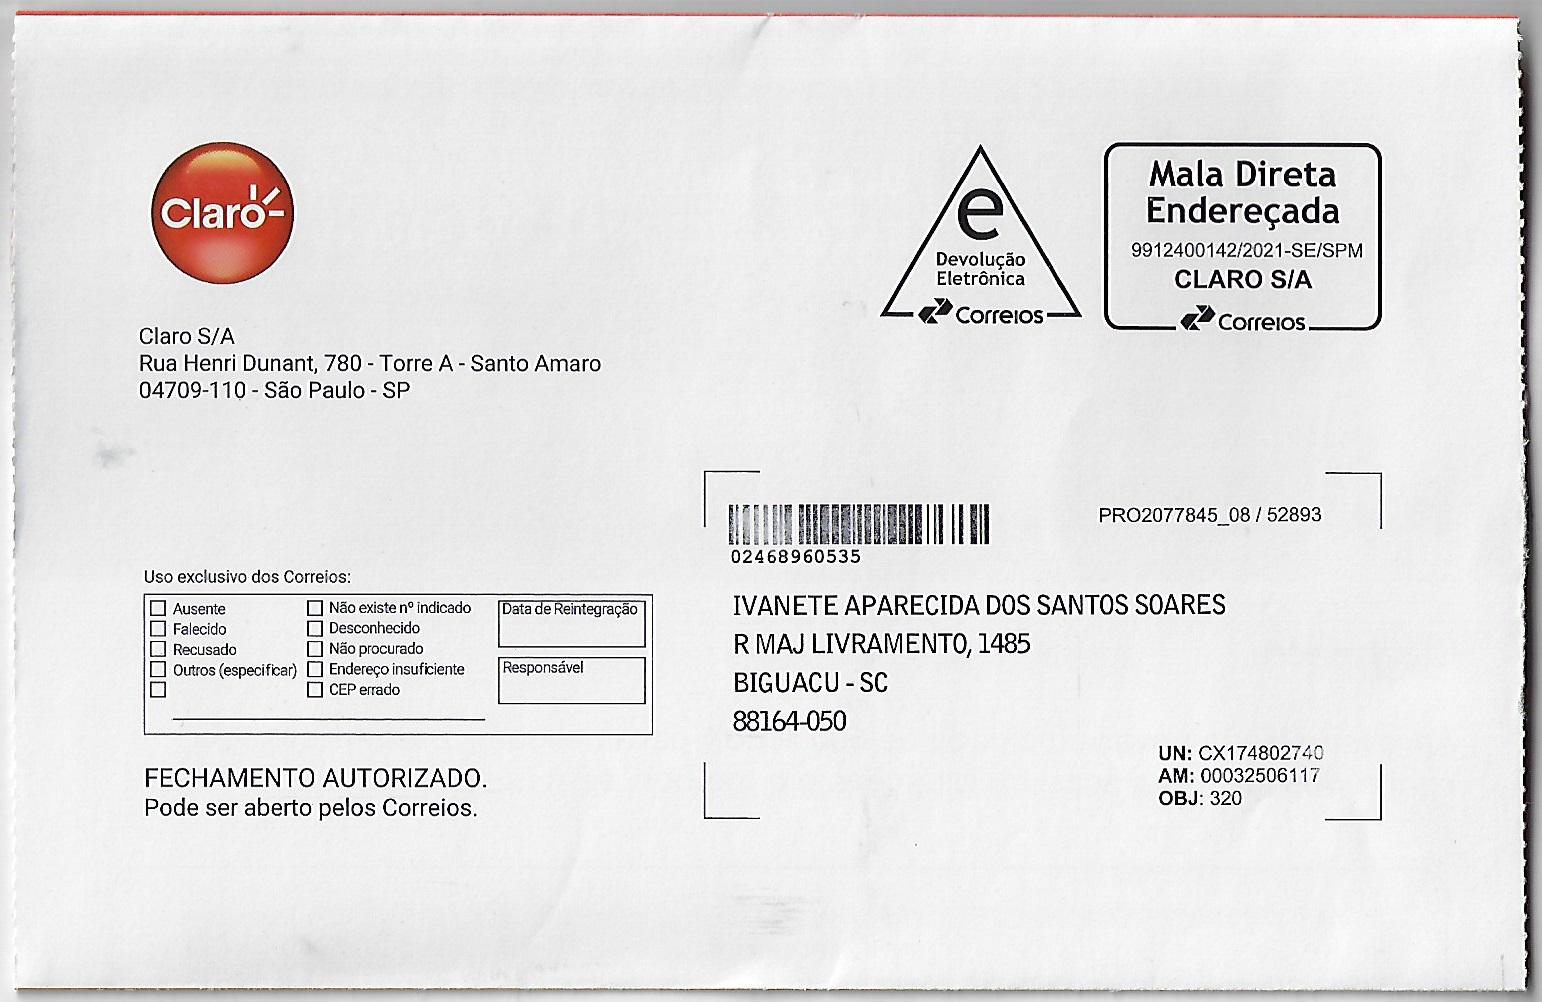 Claro-
e
Devolução
Eletrônica
Correios
Mala Direta
Endereçada
9912400142/2021-SE/SPM
CLARO S/A
Correios
Claro S/A
Rua Henri Dunant, 780 - Torre A - Santo Amaro
04709-110 - São Paulo - SP
PRO2077845_08 / 52893
02468960535
IVANETE APARECIDA DOS SANTOS SOARES
R MAJ LIVRAMENTO, 1485
BIGUACU - SC
88164-050
UN: CX174802740
AM: 00032506117
OBJ: 320
Uso exclusivo dos Correios:
Ausente
Falecido
Recusado
Outros (especificar)
Não existe nº indicado
Desconhecido
Não procurado
Endereço insuficiente
CEP errado
Data de Reintegração
Responsável
FECHAMENTO AUTORIZADO.
Pode ser aberto pelos Correios.